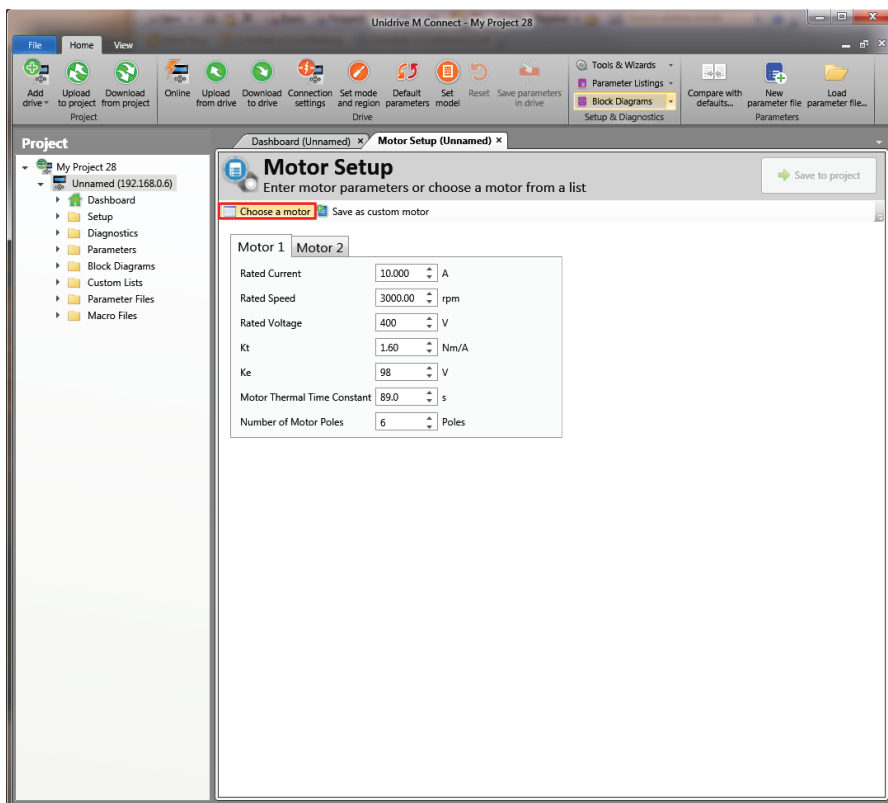 Unidrive M Connect - My Project 28
File Home View
Add drive
Upload to project
Download from project
Project
Online
Upload from drive
Download to drive
Connection settings
Set mode and region
Default parameters
Set model
Reset
Save parameters in drive
Drive
Tools & Wizards
Parameter Listings
Block Diagrams
Setup & Diagnostics
Compare with defaults...
New parameter file
Load parameter file...
Parameters
Project
My Project 28
Unnamed (192.168.0.6)
Dashboard
Setup
Diagnostics
Parameters
Block Diagrams
Custom Lists
Parameter Files
Macro Files
Dashboard (Unnamed) × Motor Setup (Unnamed) ×
Motor Setup
Enter motor parameters or choose a motor from a list
Save to project
Choose a motor Save as custom motor
Motor 1 Motor 2
Rated Current 10.000 A
Rated Speed 3000.00 rpm
Rated Voltage 400 V
Kt 1.60 Nm/A
Ke 98 V
Motor Thermal Time Constant 89.0 s
Number of Motor Poles 6 Poles